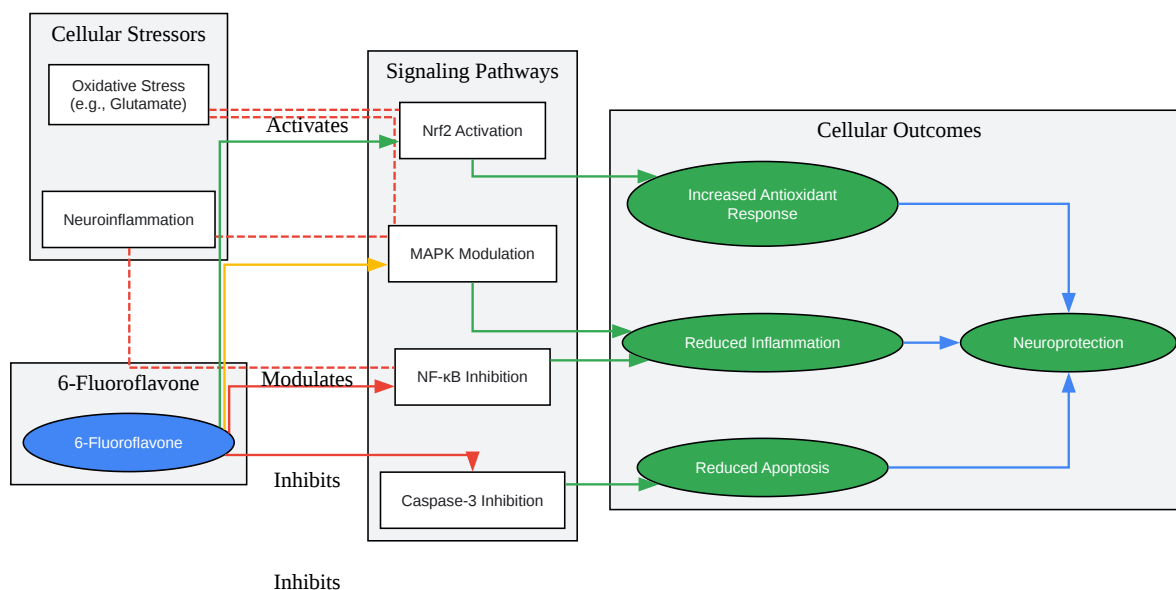 Cellular Stressors
Oxidative Stress
(e.g., Glutamate)
Neuroinflammation
6-Fluoroflavone
6-Fluoroflavone
Activates
Modulates
Inhibits
Inhibits
Signaling Pathways
Nrf2 Activation
MAPK Modulation
NF-κB Inhibition
Caspase-3 Inhibition
Cellular Outcomes
Increased Antioxidant
Response
Reduced Inflammation
Reduced Apoptosis
Neuroprotection